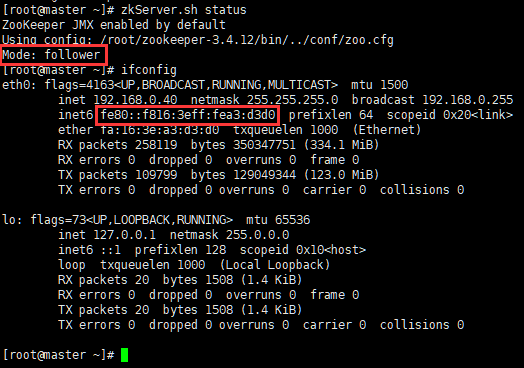 [root@master ~]# zkServer.sh status
ZooKeeper JMX enabled by default
Using config: /root/zookeeper-3.4.12/bin/../conf/zoo.cfg
Mode: follower
[root@master ~]# ifconfig
eth0: flags=4163<UP,BROADCAST,RUNNING,MULTICAST>  mtu 1500
        inet 192.168.0.40  netmask 255.255.255.0  broadcast 192.168.0.255
        inet6 fe80::f816:3eff:fea3:d3d0  prefixlen 64  scopeid 0x20<link>
        ether fa:16:3e:a3:d3:d0  txqueuelen 1000  (Ethernet)
        RX packets 258119  bytes 350347751 (334.1 MiB)
        RX errors 0  dropped 0  overruns 0  frame 0
        TX packets 109799  bytes 129049344 (123.0 MiB)
        TX errors 0  dropped 0 overruns 0  carrier 0  collisions 0

lo: flags=73<UP,LOOPBACK,RUNNING>  mtu 65536
        inet 127.0.0.1  netmask 255.0.0.0
        inet6 ::1  prefixlen 128  scopeid 0x10<host>
        loop  txqueuelen 1000  (Local Loopback)
        RX packets 20  bytes 1508 (1.4 KiB)
        RX errors 0  dropped 0  overruns 0  frame 0
        TX packets 20  bytes 1508 (1.4 KiB)
        TX errors 0  dropped 0 overruns 0  carrier 0  collisions 0

[root@master ~]#